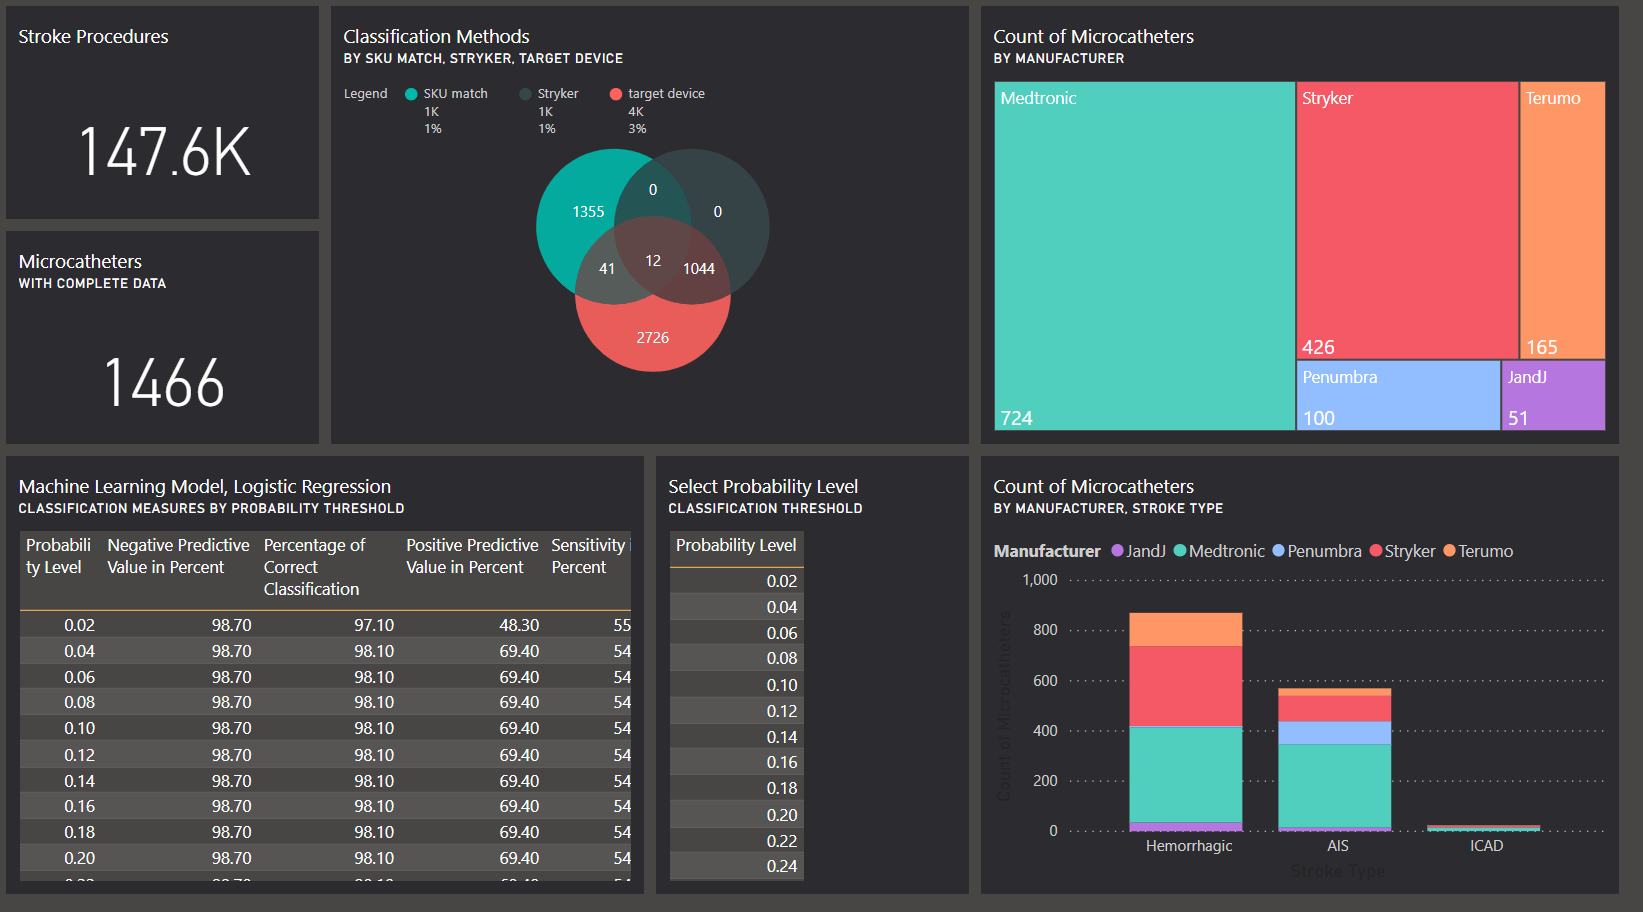 Stroke Procedures
147.6K
Microcatheters
WITH COMPLETE DATA
1466
Classification Methods
BY SKU MATCH, STRYKER, TARGET DEVICE
Legend SKU match Stryker target device
1K 1K 4K
1% 1% 3%
0
1355 0
41 12 1044
2726
Count of Microcatheters
BY MANUFACTURER
Medtronic Stryker Terumo
426 165
Penumbra JandJ
724 100 51
Machine Learning Model, Logistic Regression
CLASSIFICATION MEASURES BY PROBABILITY THRESHOLD
Probabili Negative Predictive Percentage of Positive Predictive Sensitivity
ty Level Value in Percent Correct Value in Percent Percent
Classification
0.02 98.70 97.10 48.30 55
0.04 98.70 98.10 69.40 54
0.06 98.70 98.10 69.40 54
0.08 98.70 98.10 69.40 54
0.10 98.70 98.10 69.40 54
0.12 98.70 98.10 69.40 54
0.14 98.70 98.10 69.40 54
0.16 98.70 98.10 69.40 54
0.18 98.70 98.10 69.40 54
0.20 98.70 98.10 69.40 54
Select Probability Level
CLASSIFICATION THRESHOLD
Probability Level
0.02
0.04
0.06
0.08
0.10
0.12
0.14
0.16
0.18
0.20
0.22
0.24
Count of Microcatheters
BY MANUFACTURER, STROKE TYPE
Manufacturer JandJ Medtronic Penumbra Stryker Terumo
Count of Microcatheters
1,000
800
600
400
200
0
Hemorrhagic AIS ICAD
Stroke Type